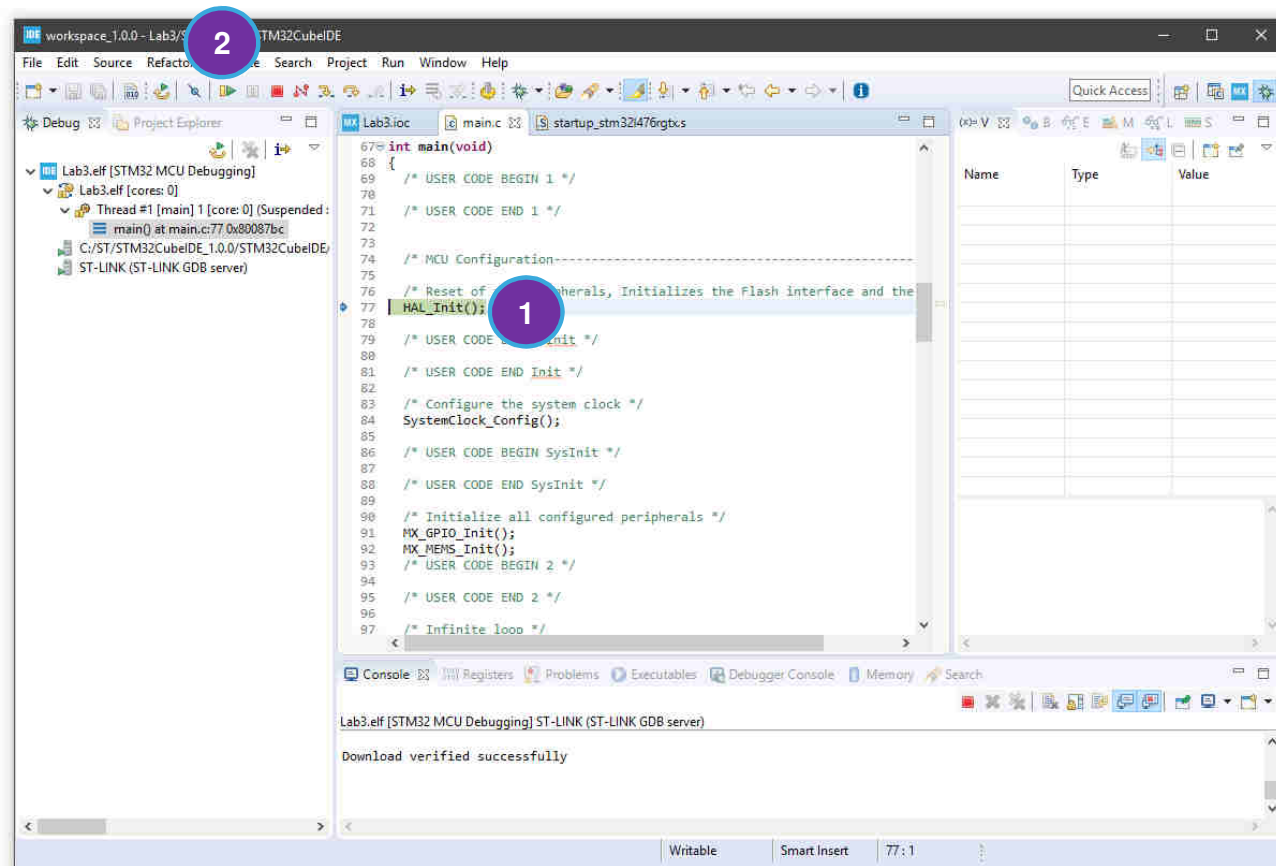 IDE workspace_1.0.0 - Lab3/S TM32CubeIDE
2
File Edit Source Refactor e Search Project Run Window Help
Quick Access
MX
Debug Project Explorer
MX Lab3.ioc main.c startup_stm32l476rgtx.s
(x)= V B E M L S
IDE Lab3.elf [STM32 MCU Debugging]
Lab3.elf [cores: 0]
Thread #1 [main] 1 [core: 0] (Suspended :
main() at main.c:77 0x80087bc
C:/ST/STM32CubeIDE_1.0.0/STM32CubeIDE/
ST-LINK (ST-LINK GDB server)
67 int main(void)
68 {
69 /* USER CODE BEGIN 1 */
70
71 /* USER CODE END 1 */
72
73
74 /* MCU Configuration------------------------------------------------
75
76 /* Reset of pherals, Initializes the Flash interface and the
77 HAL_Init();
1
78
79 /* USER CODE Init */
80
81 /* USER CODE END Init */
82
83 /* Configure the system clock */
84 SystemClock_Config();
85
86 /* USER CODE BEGIN SysInit */
87
88 /* USER CODE END SysInit */
89
90 /* Initialize all configured peripherals */
91 MX_GPIO_Init();
92 MX_MEMS_Init();
93 /* USER CODE BEGIN 2 */
94
95 /* USER CODE END 2 */
96
97 /* Infinite loop */
Name Type Value
Console Registers Problems Executables Debugger Console Memory Search
Lab3.elf [STM32 MCU Debugging] ST-LINK (ST-LINK GDB server)
Download verified successfully
Writable Smart Insert 77 : 1